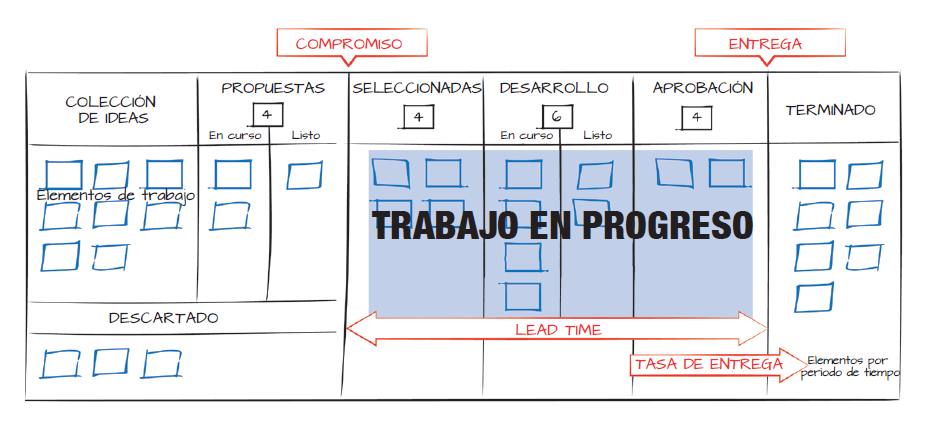 COMPROMISO
ENTREGA
COLECCIÓN
DE IDEAS
PROPUESTAS
4
En curso
Listo
SELECCIONADAS
4
DESARROLLO
6
En curso
Listo
APROBACIÓN
4
TERMINADO
Elementos de trabajo
TRABAJO EN PROGRESO
DESCARTADO
LEAD TIME
TASA DE ENTREGA
Elementos por
periodo de tiempo